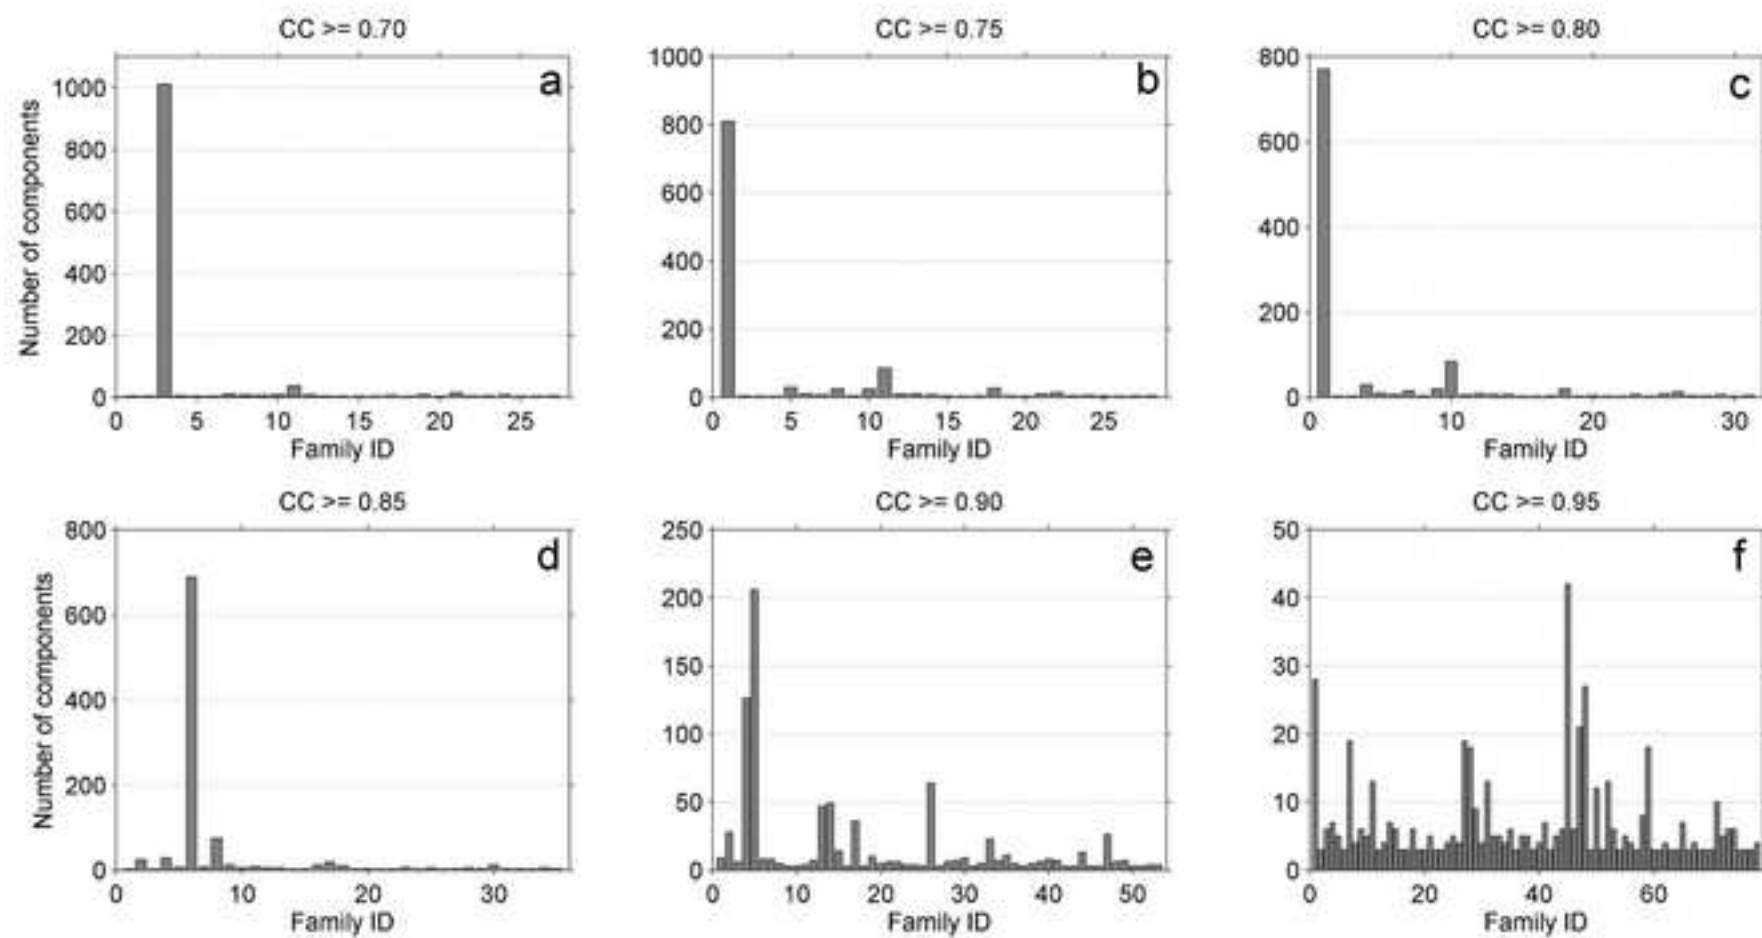 CC >= 0.70
CC >= 0.75
CC >= 0.80
a
b
c
Number of components
1000
800
600
400
200
0
0 5 10 15 20 25
Family ID
1000
800
600
400
200
0
0 5 10 15 20 25
Family ID
800
600
400
200
0
0 10 20 30
Family ID
CC >= 0.85
CC >= 0.90
CC >= 0.95
d
e
f
Number of components
800
600
400
200
0
0 10 20 30
Family ID
250
200
150
100
50
0
0 10 20 30 40 50
Family ID
50
40
30
20
10
0
0 20 40 60
Family ID